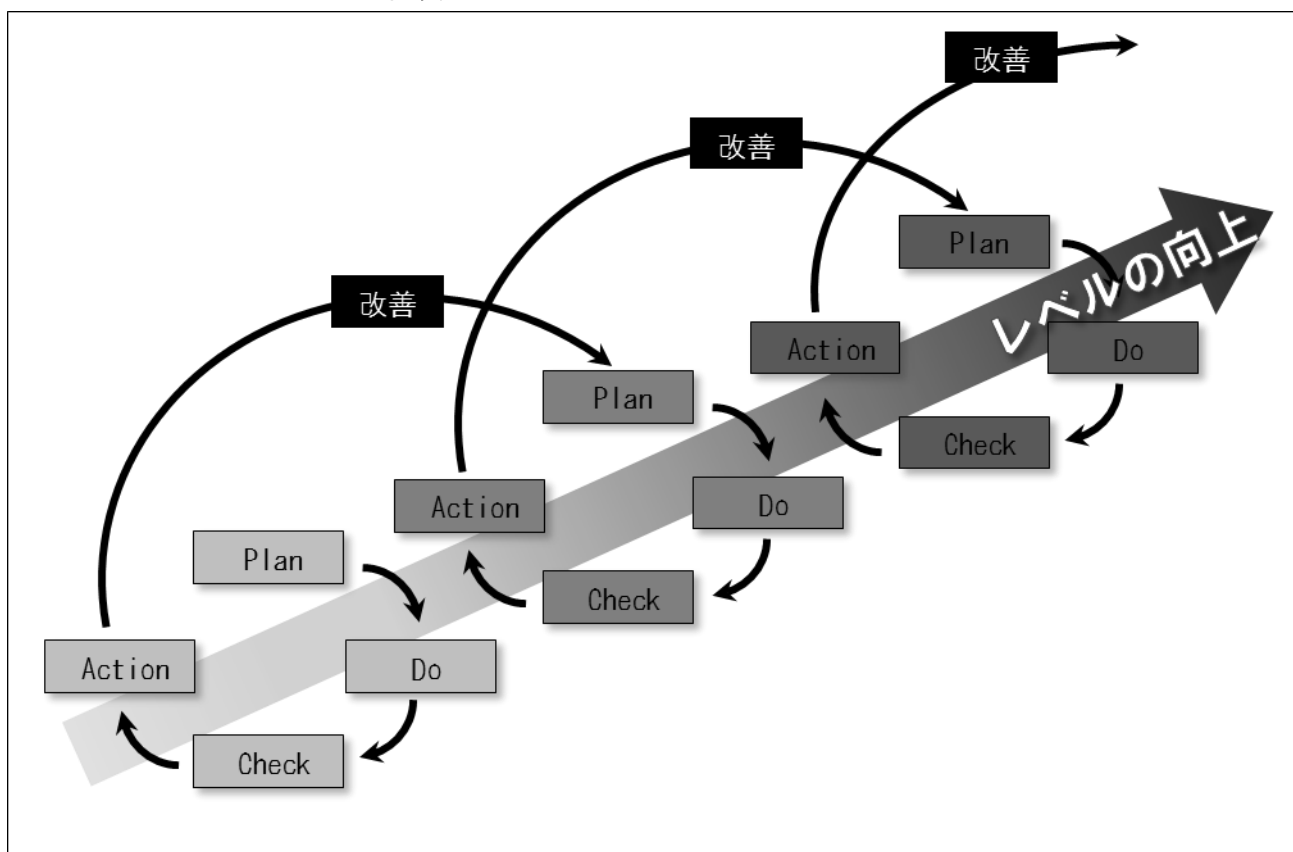 改善
改善
Plan
レベルの向上
改善
Action
Do
Plan
Check
Action
Do
Plan
Check
Action
Do
Check